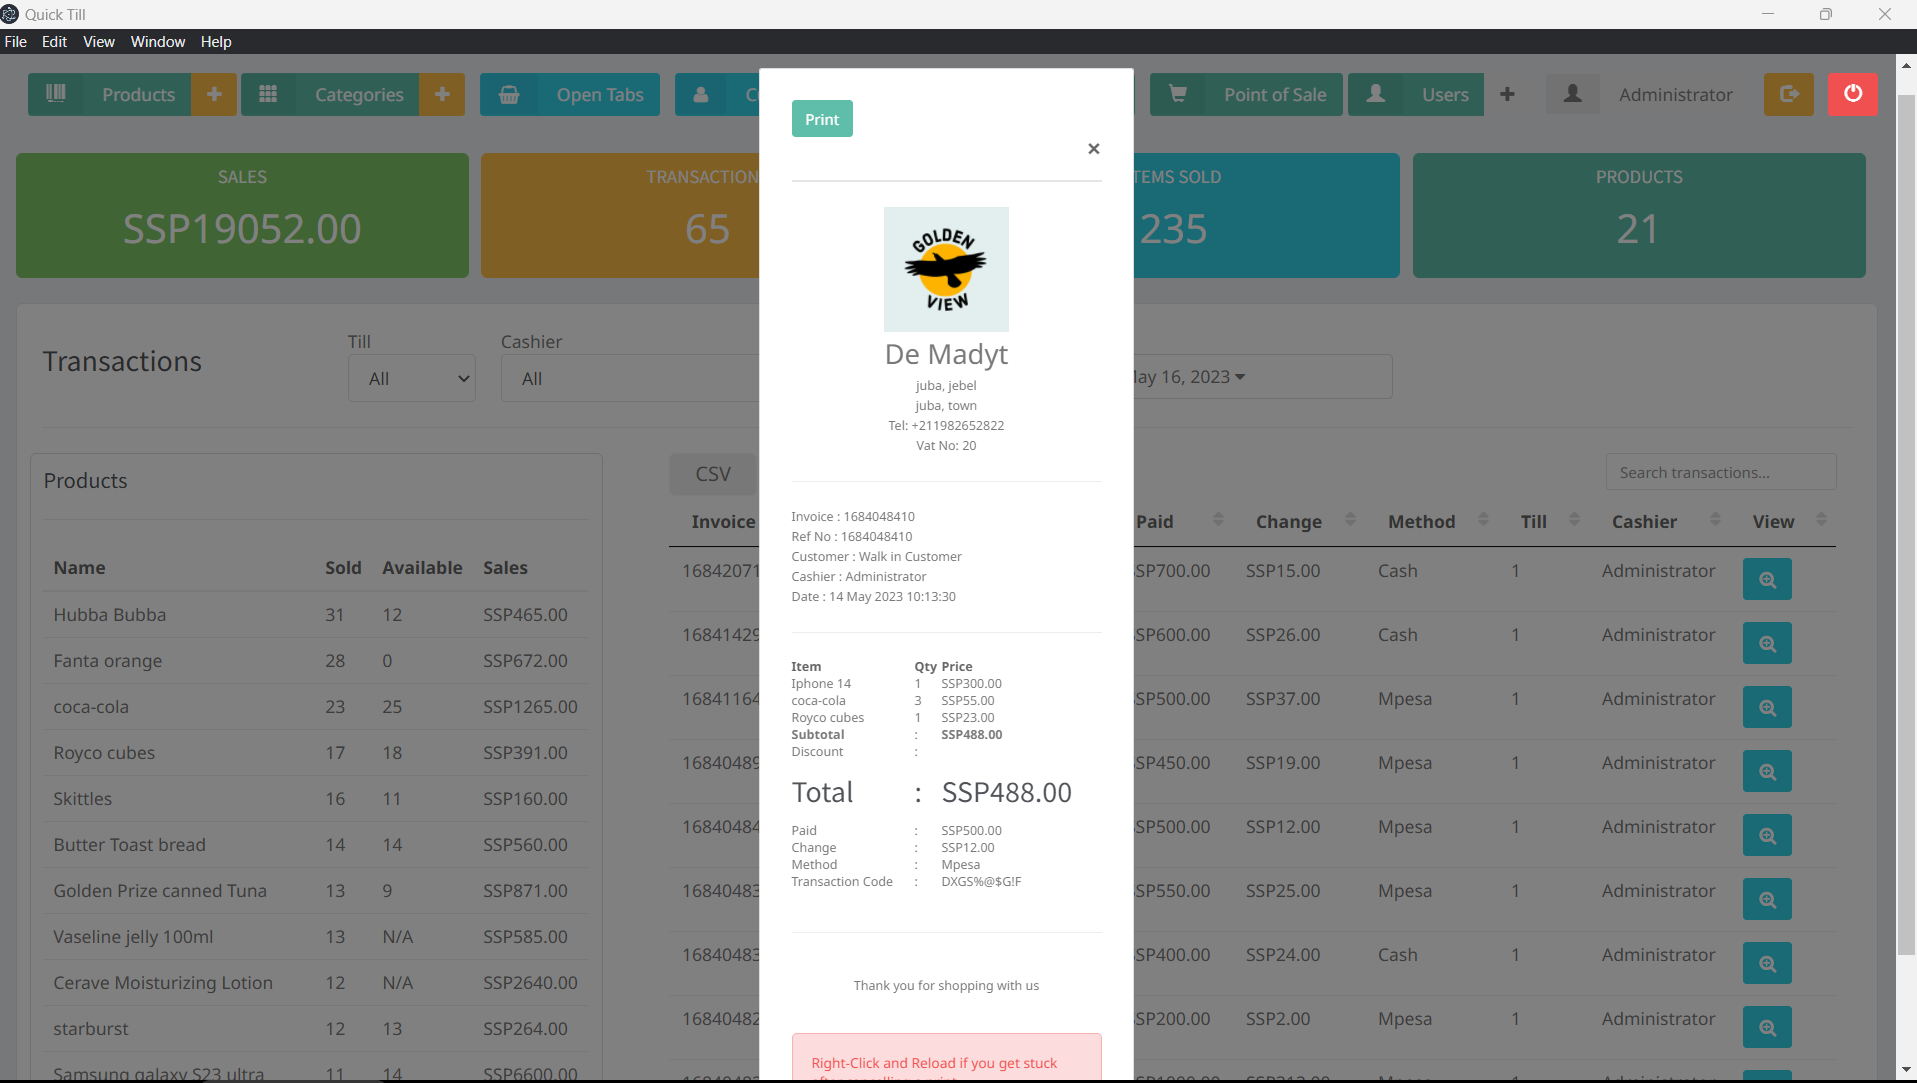 Quick Till
File Edit View Window Help
Products + Categories + Open Tabs Point of Sale Users + Administrator
SALES
SSP19052.00
65
235
PRODUCTS
21
Transactions
Till
All
Cashier
All
16, 2023
Products
Name Sold Available Sales
Hubba Bubba 31 12 SSP465.00
Fanta orange 28 0 SSP672.00
coca-cola 23 25 SSP1265.00
Royco cubes 17 18 SSP391.00
Skittles 16 11 SSP160.00
Butter Toast bread 14 14 SSP560.00
Golden Prize canned Tuna 13 9 SSP871.00
Vaseline jelly 100ml 13 N/A SSP585.00
Cerave Moisturizing Lotion 12 N/A SSP2640.00
starburst 12 13 SSP264.00
Samsung galaxy S23 ultra 11 14 SSP6600.00
Print
×
GOLDEN
VIEW
De Madyt
juba, jebel
juba, town
Tel: +211982652822
Vat No: 20
Invoice : 1684048410
Ref No : 1684048410
Customer : Walk in Customer
Cashier : Administrator
Date : 14 May 2023 10:13:30
Item Qty Price
Iphone 14 1 SSP300.00
coca-cola 3 SSP55.00
Royco cubes 1 SSP23.00
Subtotal : SSP488.00
Discount :
Total : SSP488.00
Paid : SSP500.00
Change : SSP12.00
Method : Mpesa
Transaction Code : DXGS%@$G!F
Thank you for shopping with us
Right-Click and Reload if you get stuck
CSV
Search transactions...
Invoice Paid Change Method Till Cashier View
SP700.00 SSP15.00 Cash 1 Administrator
SP600.00 SSP26.00 Cash 1 Administrator
SP500.00 SSP37.00 Mpesa 1 Administrator
SP450.00 SSP19.00 Mpesa 1 Administrator
SP500.00 SSP12.00 Mpesa 1 Administrator
SP550.00 SSP25.00 Mpesa 1 Administrator
SP400.00 SSP24.00 Cash 1 Administrator
SP200.00 SSP2.00 Mpesa 1 Administrator